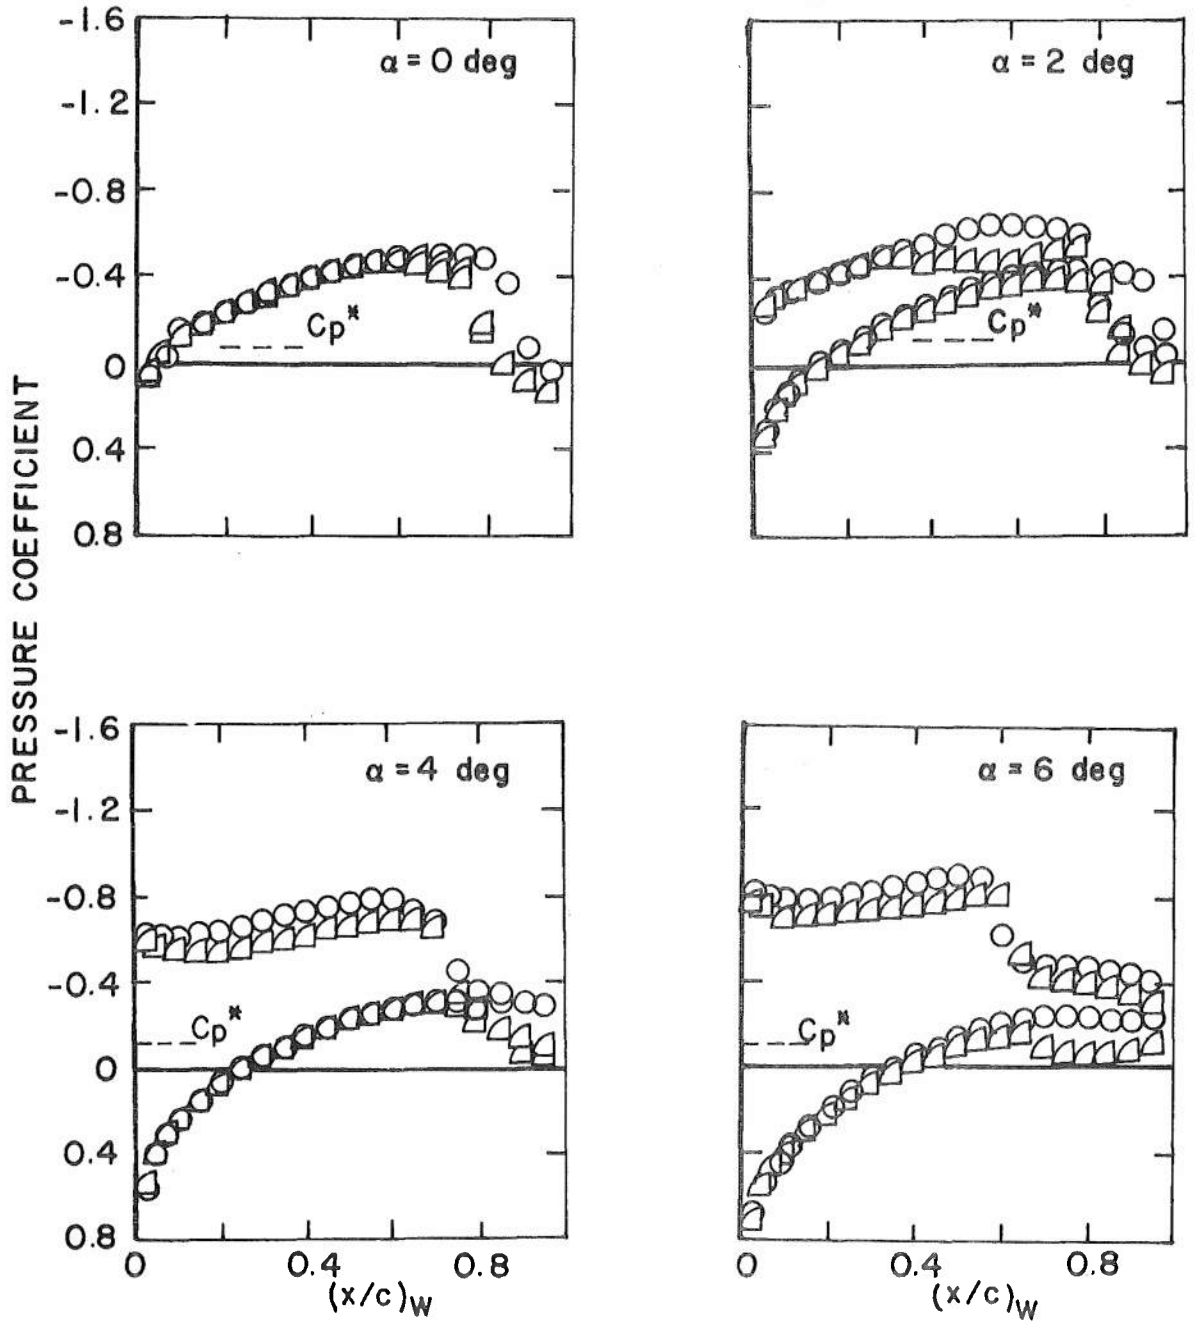 -1.6
α = 0 deg
-1.2
-0.8
-0.4
Cp*
0
0.4
0.8
α = 2 deg
Cp*
PRESSURE COEFFICIENT
-1.6
α = 4 deg
-1.2
-0.8
-0.4
Cp*
0
0.4
0.8
0 0.4 0.8
(x/c)W
α = 6 deg
Cp*
0 0.4 0.8
(x/c)W